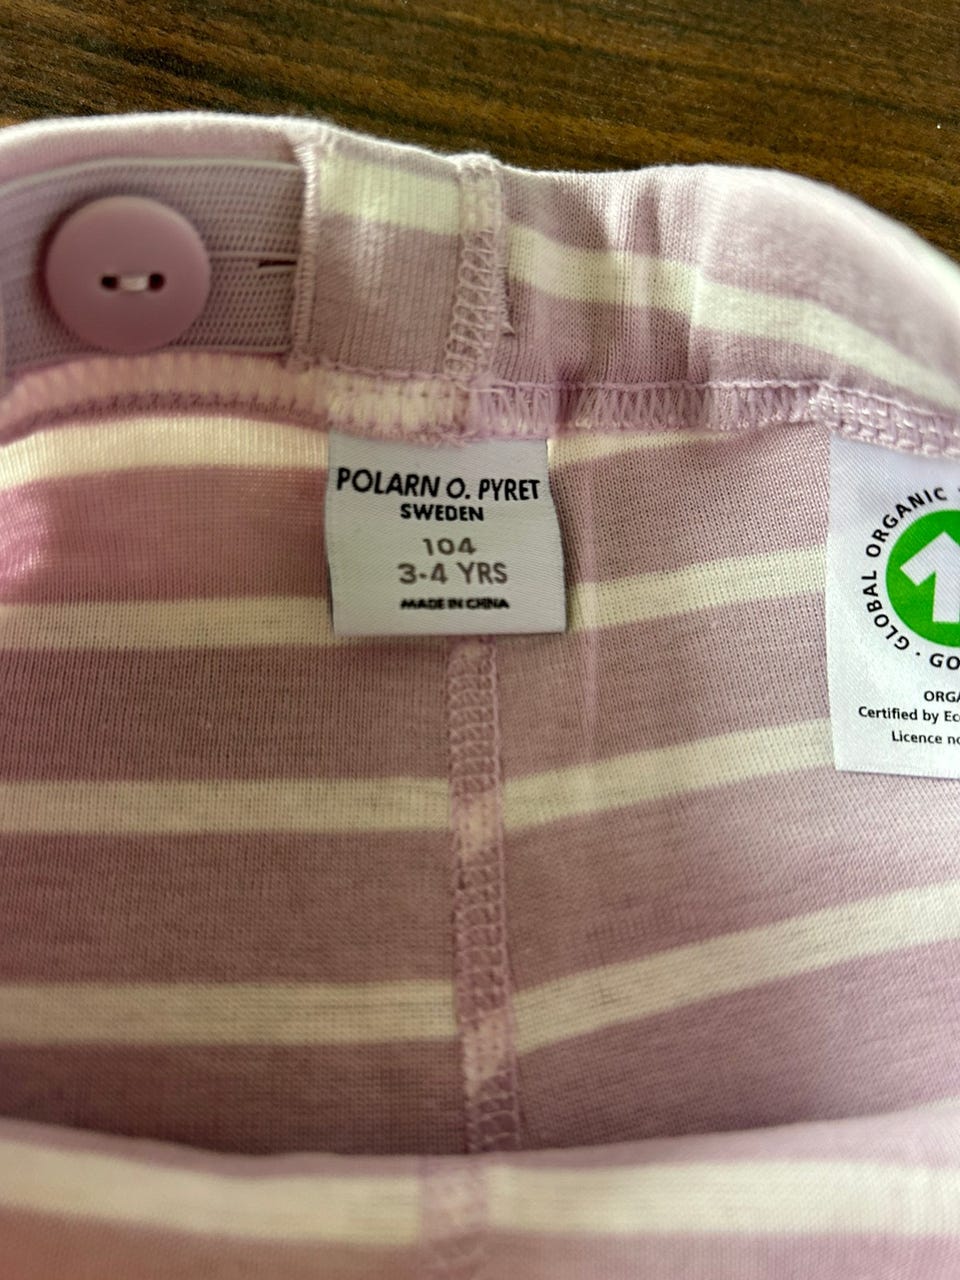 POLARN O. PYRET
SWEDEN
104
3-4 YRS
MADE IN CHINA
GLOBAL ORGANIC
· GO
ORGA
Certified by Ec
Licence no